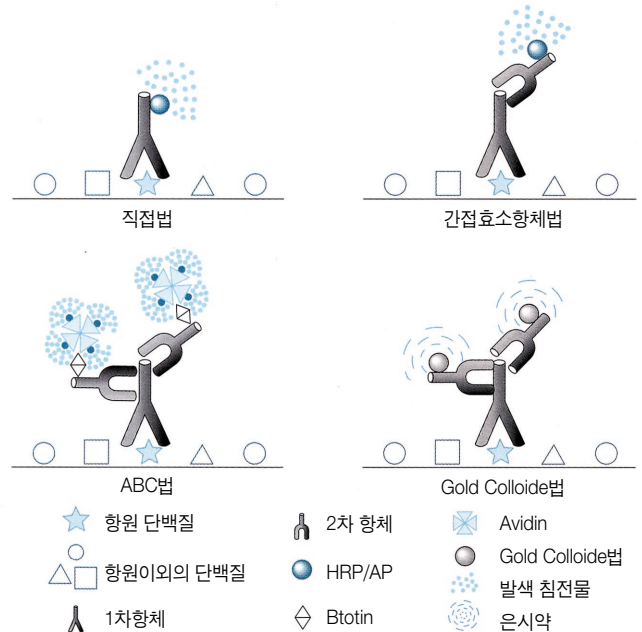 직접법
간접효소항체법
ABC법
Gold Colloide법
항원 단백질
2차 항체
Avidin
항원이외의 단백질
HRP/AP
Gold Colloide법
발색 침전물
1차항체
Btotin
은시약